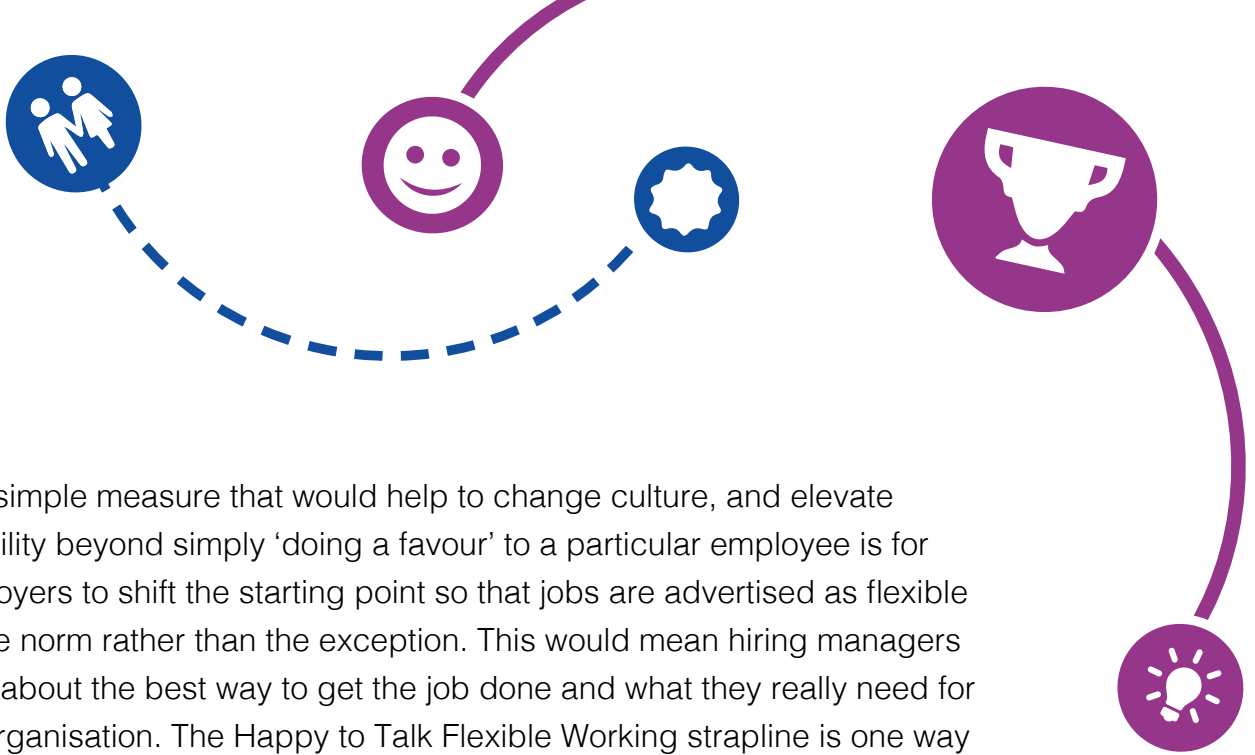 simple measure that would help to change culture, and elevate
ility beyond simply ‘doing a favour’ to a particular employee is for
oyers to shift the starting point so that jobs are advertised as flexible
e norm rather than the exception. This would mean hiring managers
about the best way to get the job done and what they really need for
rganisation. The Happy to Talk Flexible Working strapline is one way